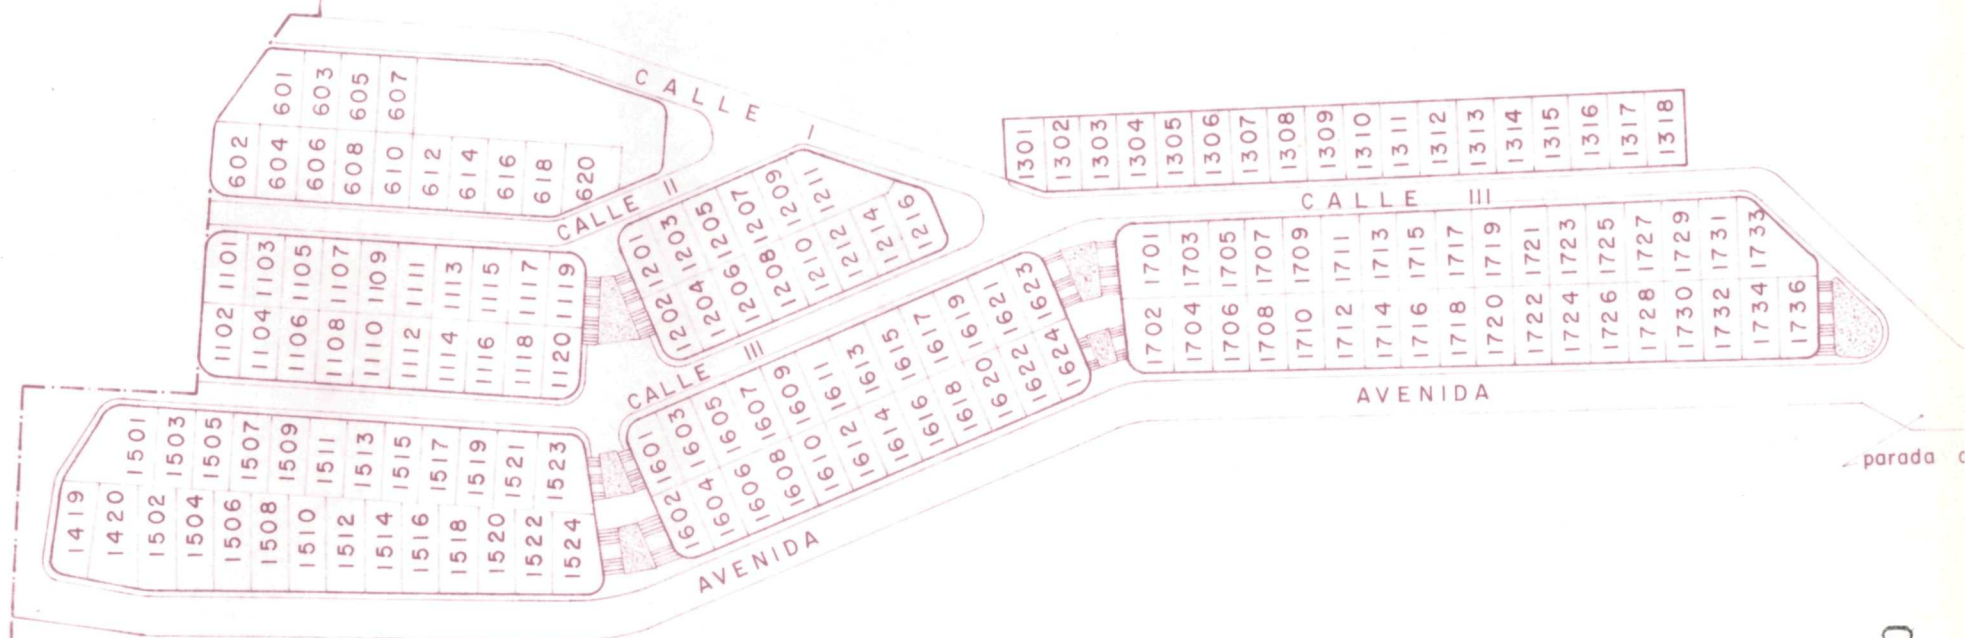 601 603 605 607
602 604 606 608 610 612 614 616 618 620
CALLE I
CALLE II
1101 1103 1105 1107 1109 1111 1113 1115 1117 1119
1102 1104 1106 1108 1110 1112 1114 1116 1118 1120
1201 1203 1205 1207 1209 1211
1202 1204 1206 1208 1210 1212 1214 1216
1301 1302 1303 1304 1305 1306 1307 1308 1309 1310 1311 1312 1313 1314 1315 1316 1317 1318
CALLE III
1701 1703 1705 1707 1709 1711 1713 1715 1717 1719 1721 1723 1725 1727 1729 1731 1733
1702 1704 1706 1708 1710 1712 1714 1716 1718 1720 1722 1724 1726 1728 1730 1732 1734 1736
AVENIDA
parada
CALLE III
1501 1503 1505 1507 1509 1511 1513 1515 1517 1519 1521 1523
1419 1420 1502 1504 1506 1508 1510 1512 1514 1516 1518 1520 1522 1524
1601 1603 1605 1607 1609 1611 1613 1615 1617 1619 1621 1623
1602 1604 1606 1608 1610 1612 1614 1616 1618 1620 1622 1624
AVENIDA